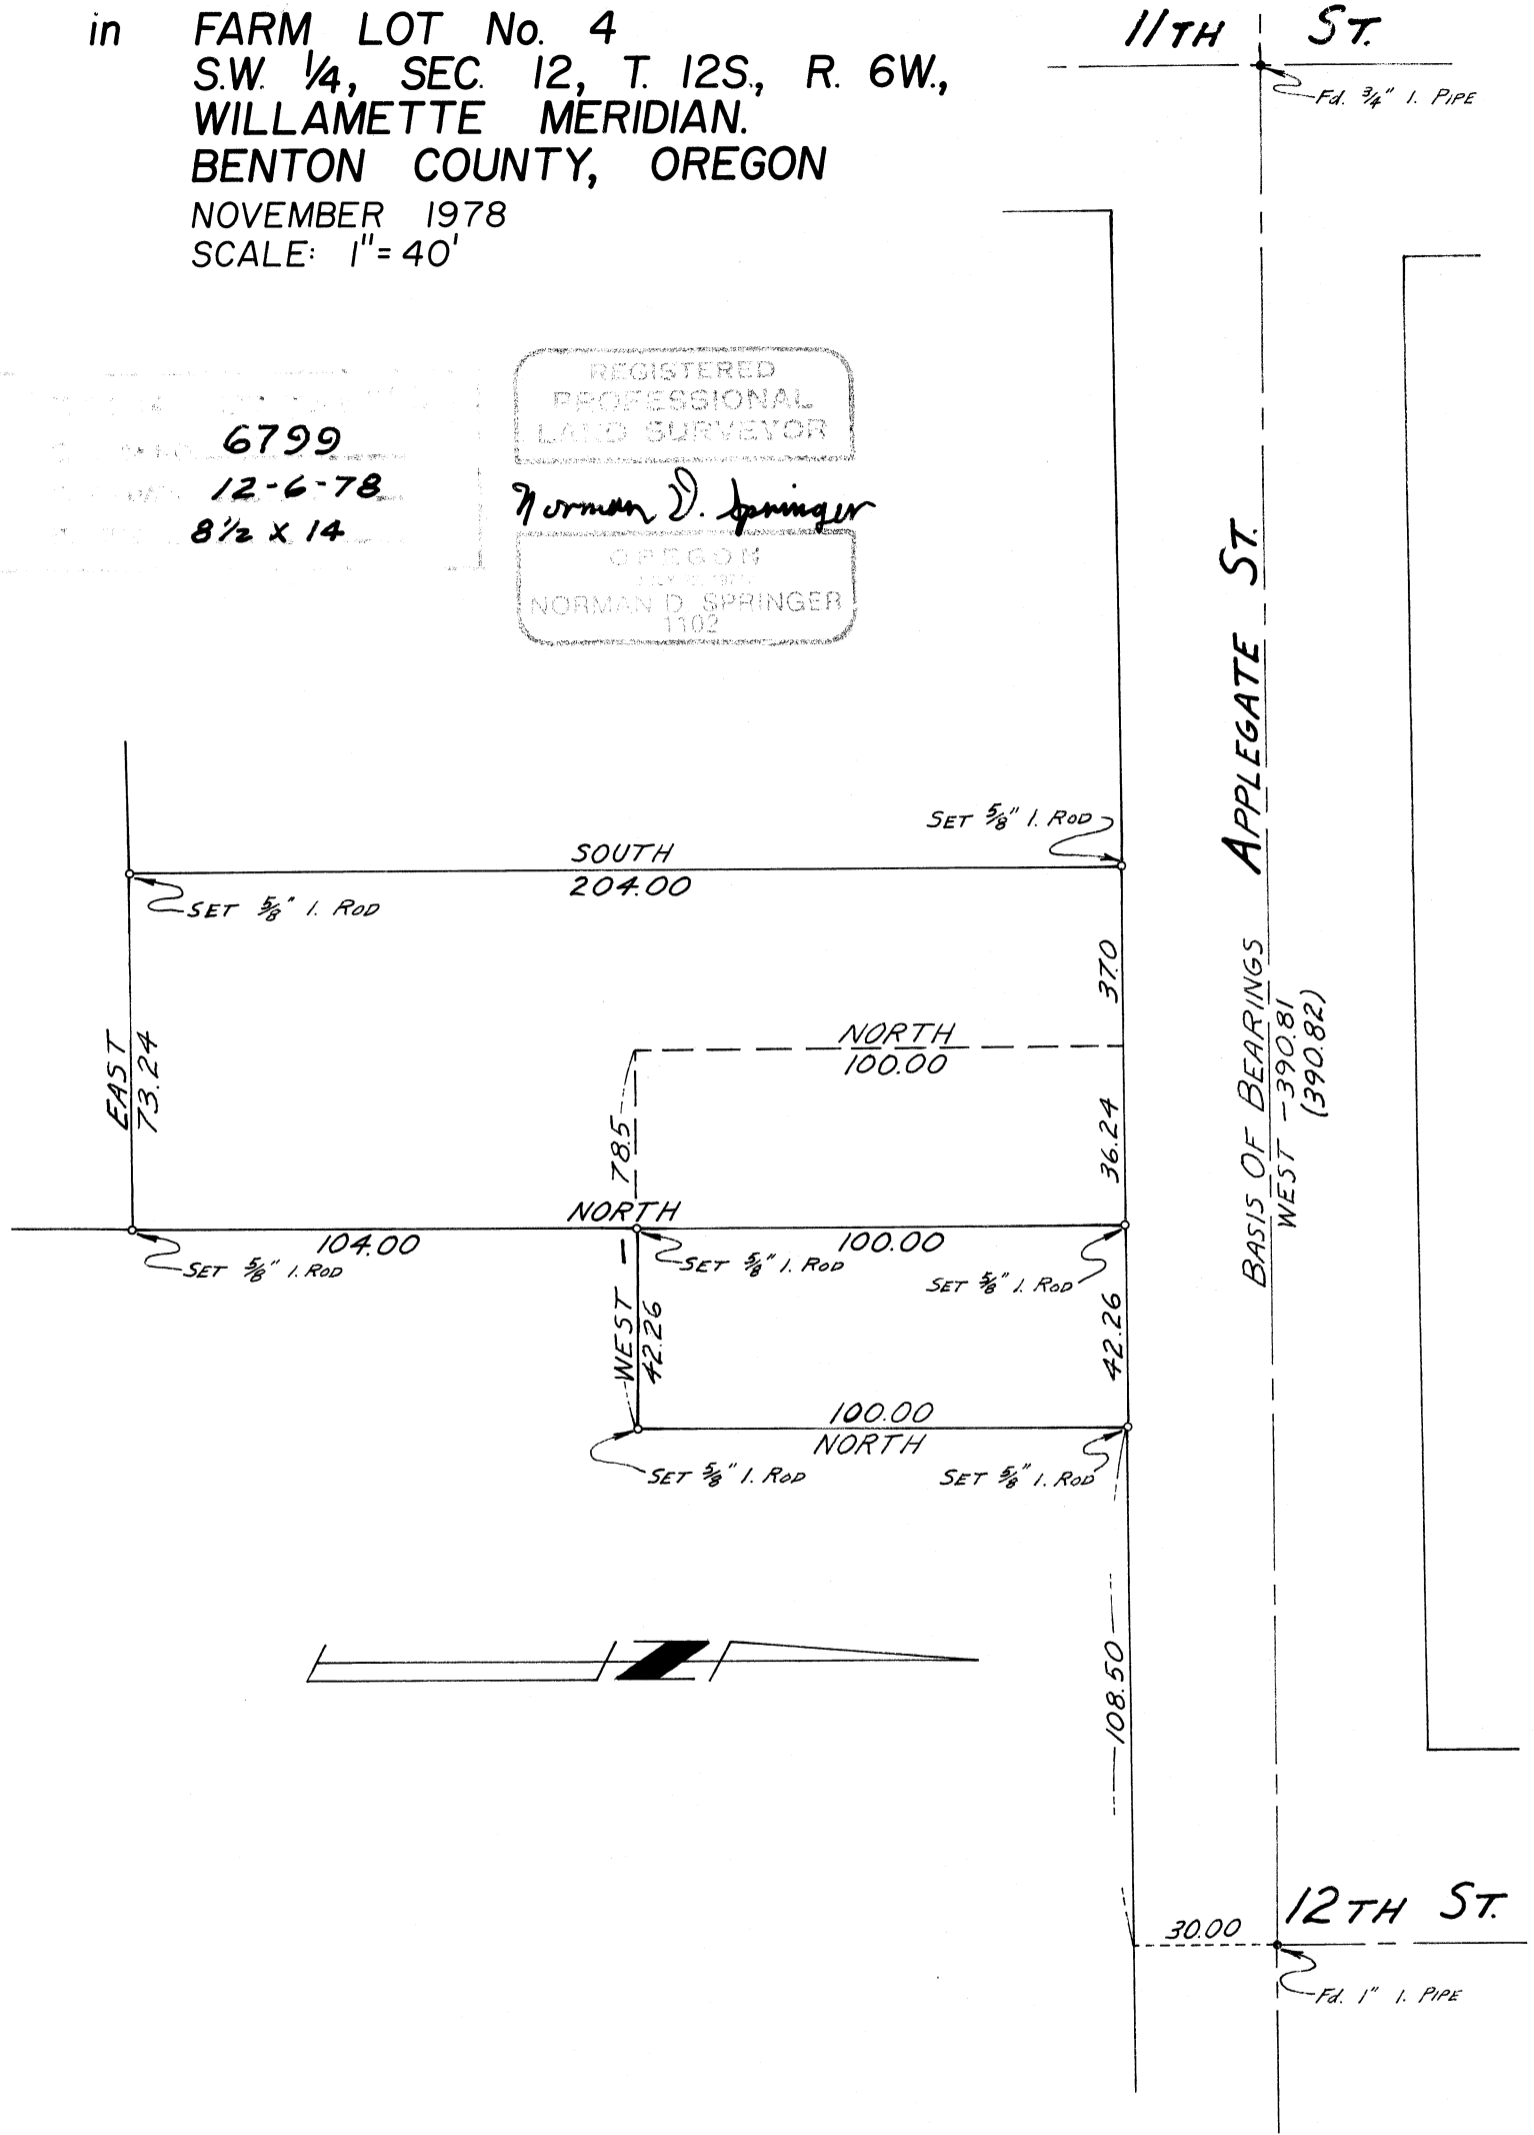 in FARM LOT No. 4
S.W. 1/4, SEC. 12, T. 12S., R. 6W.,
WILLAMETTE MERIDIAN.
BENTON COUNTY, OREGON
NOVEMBER 1978
SCALE: 1"=40'
11TH ST.
Fd. 3/4" I. PIPE
6799
12-6-78
8 1/2 X 14
REGISTERED
PROFESSIONAL
LAND SURVEYOR
Norman D. Springer
OREGON
NORMAN D. SPRINGER
1102
APPLEGATE ST.
SET 5/8" I. ROD
SOUTH
204.00
SET 5/8" I. ROD
37.0
BASIS OF BEARINGS
WEST - 390.81
(390.82)
NORTH
100.00
EAST
73.24
78.5
36.24
NORTH
104.00
100.00
SET 5/8" I. ROD
SET 5/8" I. ROD
SET 5/8" I. ROD
WEST
42.26
42.26
100.00
NORTH
SET 5/8" I. ROD
SET 5/8" I. ROD
108.50
12TH ST.
30.00
Fd. 1" I. PIPE